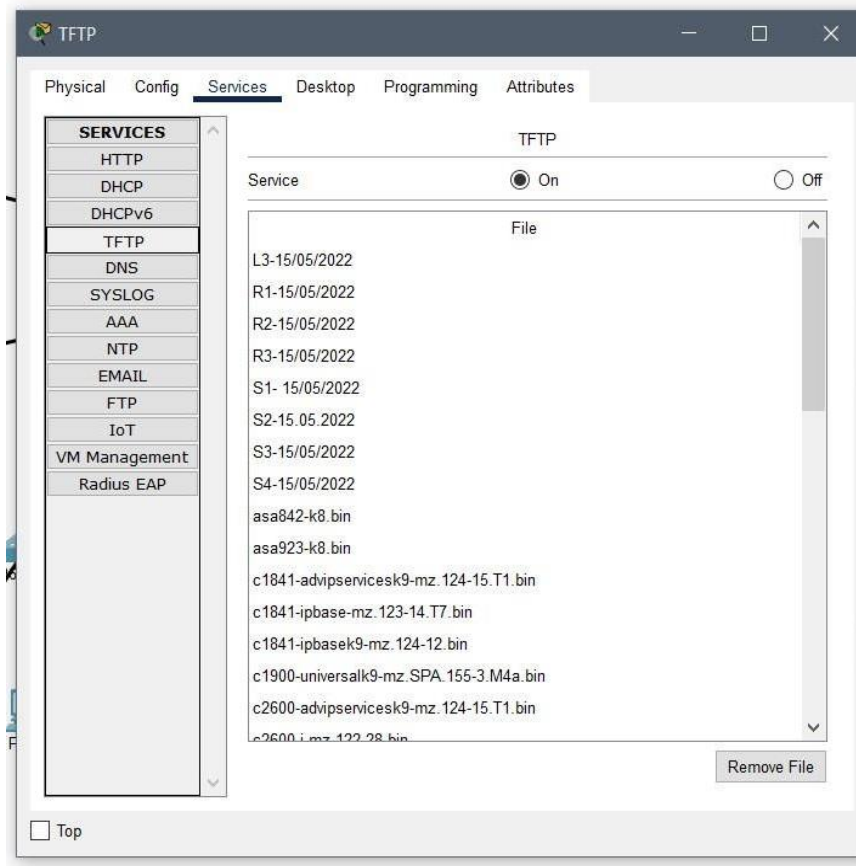 TFTP
Physical Config Services Desktop Programming Attributes
SERVICES
HTTP
DHCP
DHCPv6
TFTP
DNS
SYSLOG
AAA
NTP
EMAIL
FTP
IoT
VM Management
Radius EAP
TFTP
Service On Off
File
L3-15/05/2022
R1-15/05/2022
R2-15/05/2022
R3-15/05/2022
S1- 15/05/2022
S2-15.05.2022
S3-15/05/2022
S4-15/05/2022
asa842-k8.bin
asa923-k8.bin
c1841-advipservicesk9-mz.124-15.T1.bin
c1841-ipbase-mz.123-14.T7.bin
c1841-ipbasek9-mz.124-12.bin
c1900-universalk9-mz.SPA.155-3.M4a.bin
c2600-advipservicesk9-mz.124-15.T1.bin
c2600-i-mz.122-28.bin
Remove File
Top